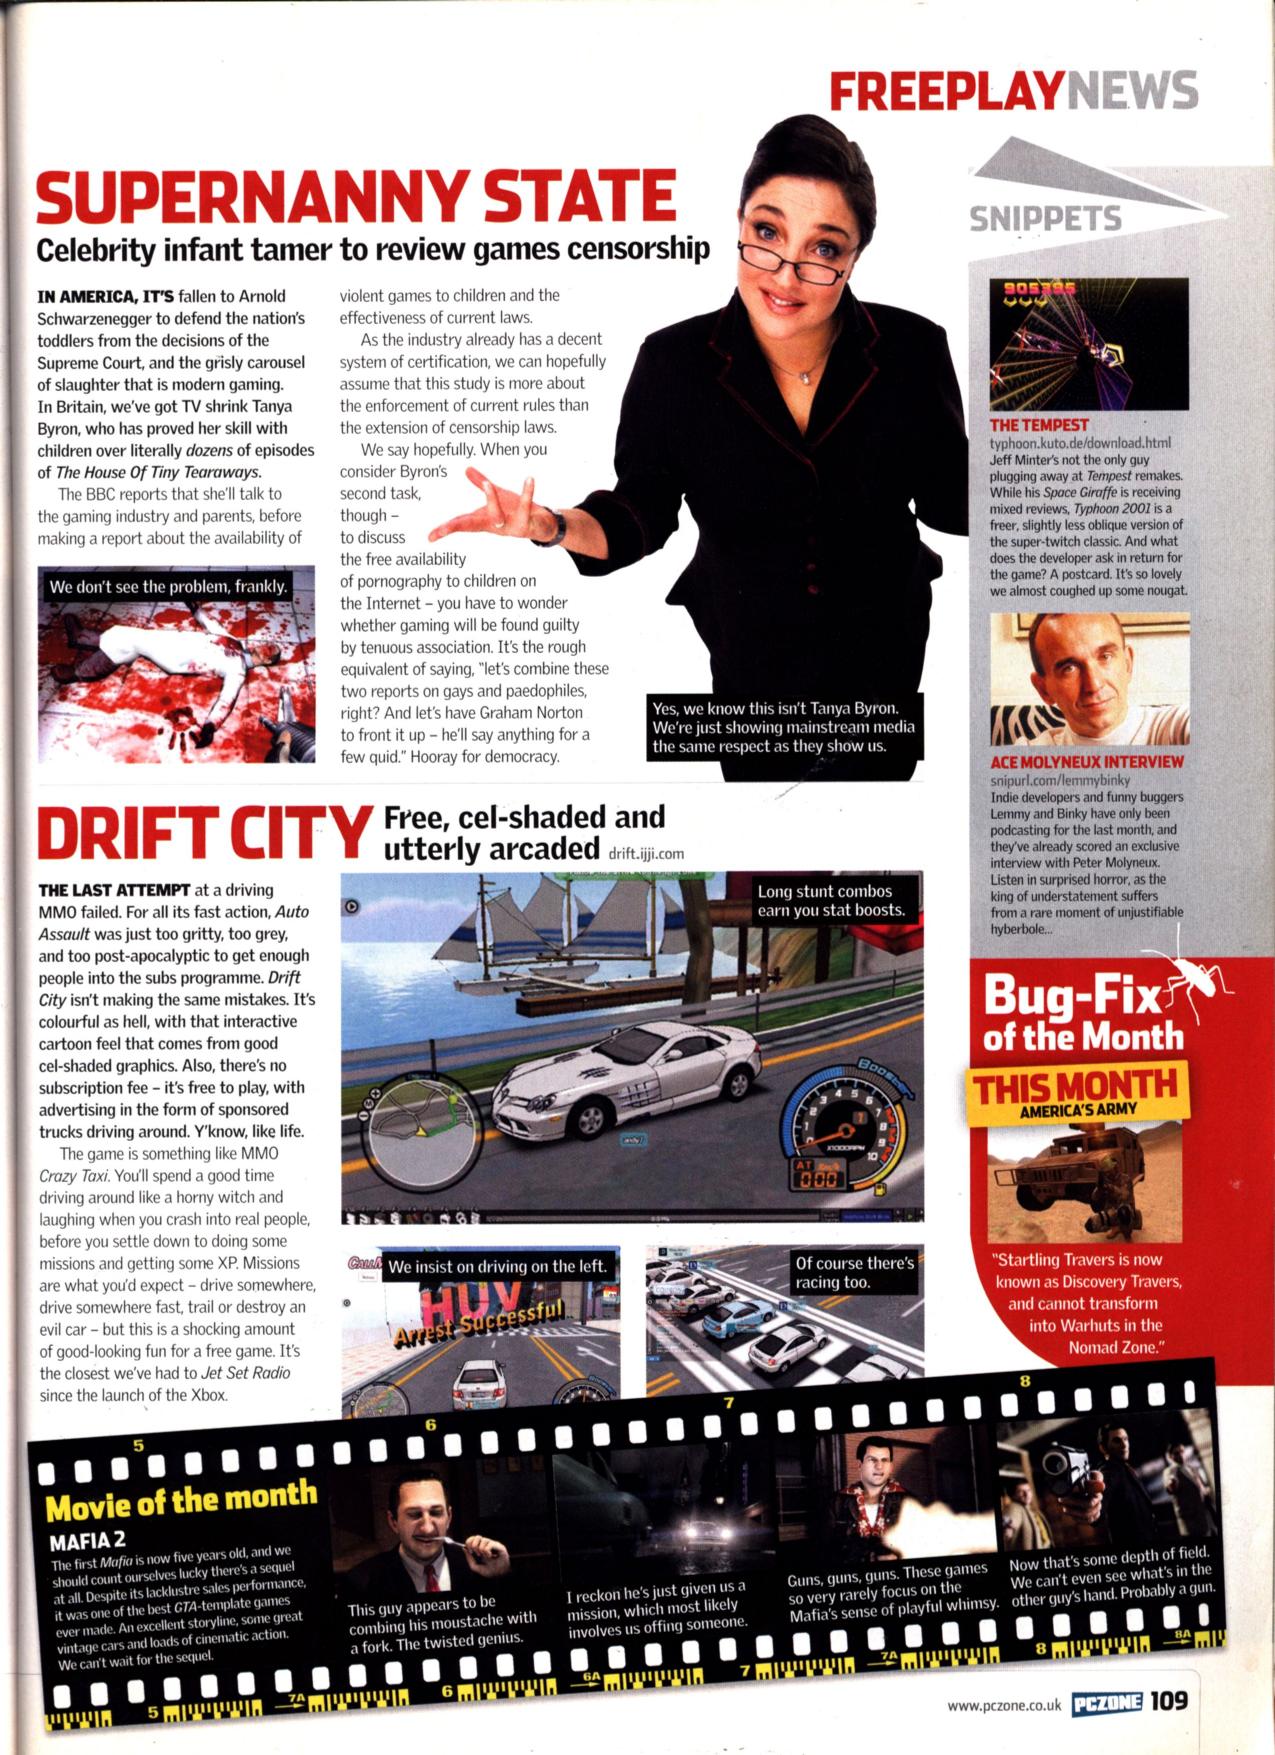 FREEPLAYNEWS
SUPERNANNY STATE
Celebrity infant tamer to review games censorship
IN AMERICA, IT'S fallen to Arnold
Schwarzenegger to defend the nation's
toddlers from the decisions of the
Supreme Court, and the grisly carousel
of slaughter that is modern gaming.
In Britain, we've got TV shrink Tanya
Byron, who has proved her skill with
children over literally dozens of episodes
of The House Of Tiny Tearaways.
The BBC reports that she'll talk to
the gaming industry and parents, before
making a report about the availability of
We don't see the problem, frankly.
violent games to children and the
effectiveness of current laws.
As the industry already has a decent
system of certification, we can hopefully
assume that this study is more about
the enforcement of current rules than
the extension of censorship laws.
We say hopefully. When you
consider Byron's
second task,
though –
to discuss
the free availability
of pornography to children on
the Internet – you have to wonder
whether gaming will be found guilty
by tenuous association. It's the rough
equivalent of saying, "let's combine these
two reports on gays and paedophiles,
right? And let's have Graham Norton
to front it up – he'll say anything for a
few quid." Hooray for democracy.
Yes, we know this isn't Tanya Byron.
We're just showing mainstream media
the same respect as they show us.
DRIFT CITY
Free, cel-shaded and
utterly arcaded drift.ijji.com
THE LAST ATTEMPT at a driving
MMO failed. For all its fast action, Auto
Assault was just too gritty, too grey,
and too post-apocalyptic to get enough
people into the subs programme. Drift
City isn't making the same mistakes. It's
colourful as hell, with that interactive
cartoon feel that comes from good
cel-shaded graphics. Also, there's no
subscription fee – it's free to play, with
advertising in the form of sponsored
trucks driving around. Y'know, like life.
The game is something like MMO
Crazy Taxi. You'll spend a good time
driving around like a horny witch and
laughing when you crash into real people,
before you settle down to doing some
missions and getting some XP. Missions
are what you'd expect – drive somewhere,
drive somewhere fast, trail or destroy an
evil car – but this is a shocking amount
of good-looking fun for a free game. It's
the closest we've had to Jet Set Radio
since the launch of the Xbox.
Long stunt combos
earn you stat boosts.
andy1
X1000RPM
AT
000
We insist on driving on the left.
HUV
Arrest Successful
Of course there's
racing too.
SNIPPETS
905395
THE TEMPEST
typhoon.kuto.de/download.html
Jeff Minter's not the only guy
plugging away at Tempest remakes.
While his Space Giraffe is receiving
mixed reviews, Typhoon 2001 is a
freer, slightly less oblique version of
the super-twitch classic. And what
does the developer ask in return for
the game? A postcard. It's so lovely
we almost coughed up some nougat.
ACE MOLYNEUX INTERVIEW
snipurl.com/lemmybinky
Indie developers and funny buggers
Lemmy and Binky have only been
podcasting for the last month, and
they've already scored an exclusive
interview with Peter Molyneux.
Listen in surprised horror, as the
king of understatement suffers
from a rare moment of unjustifiable
hyberbole...
Bug-Fix
of the Month
THIS MONTH
AMERICA'S ARMY
"Startling Travers is now
known as Discovery Travers,
and cannot transform
into Warhuts in the
Nomad Zone."
5
6
7
8
Movie of the month
MAFIA 2
The first Mafia is now five years old, and we
should count ourselves lucky there's a sequel
at all. Despite its lacklustre sales performance,
it was one of the best GTA-template games
ever made. An excellent storyline, some great
vintage cars and loads of cinematic action.
We can't wait for the sequel.
This guy appears to be
combing his moustache with
a fork. The twisted genius.
I reckon he's just given us a
mission, which most likely
involves us offing someone.
Guns, guns, guns. These games
so very rarely focus on the
Mafia's sense of playful whimsy.
Now that's some depth of field.
We can't even see what's in the
other guy's hand. Probably a gun.
5
7A
6
6A
7
7A
8
8A
www.pczone.co.uk PCZONE 109